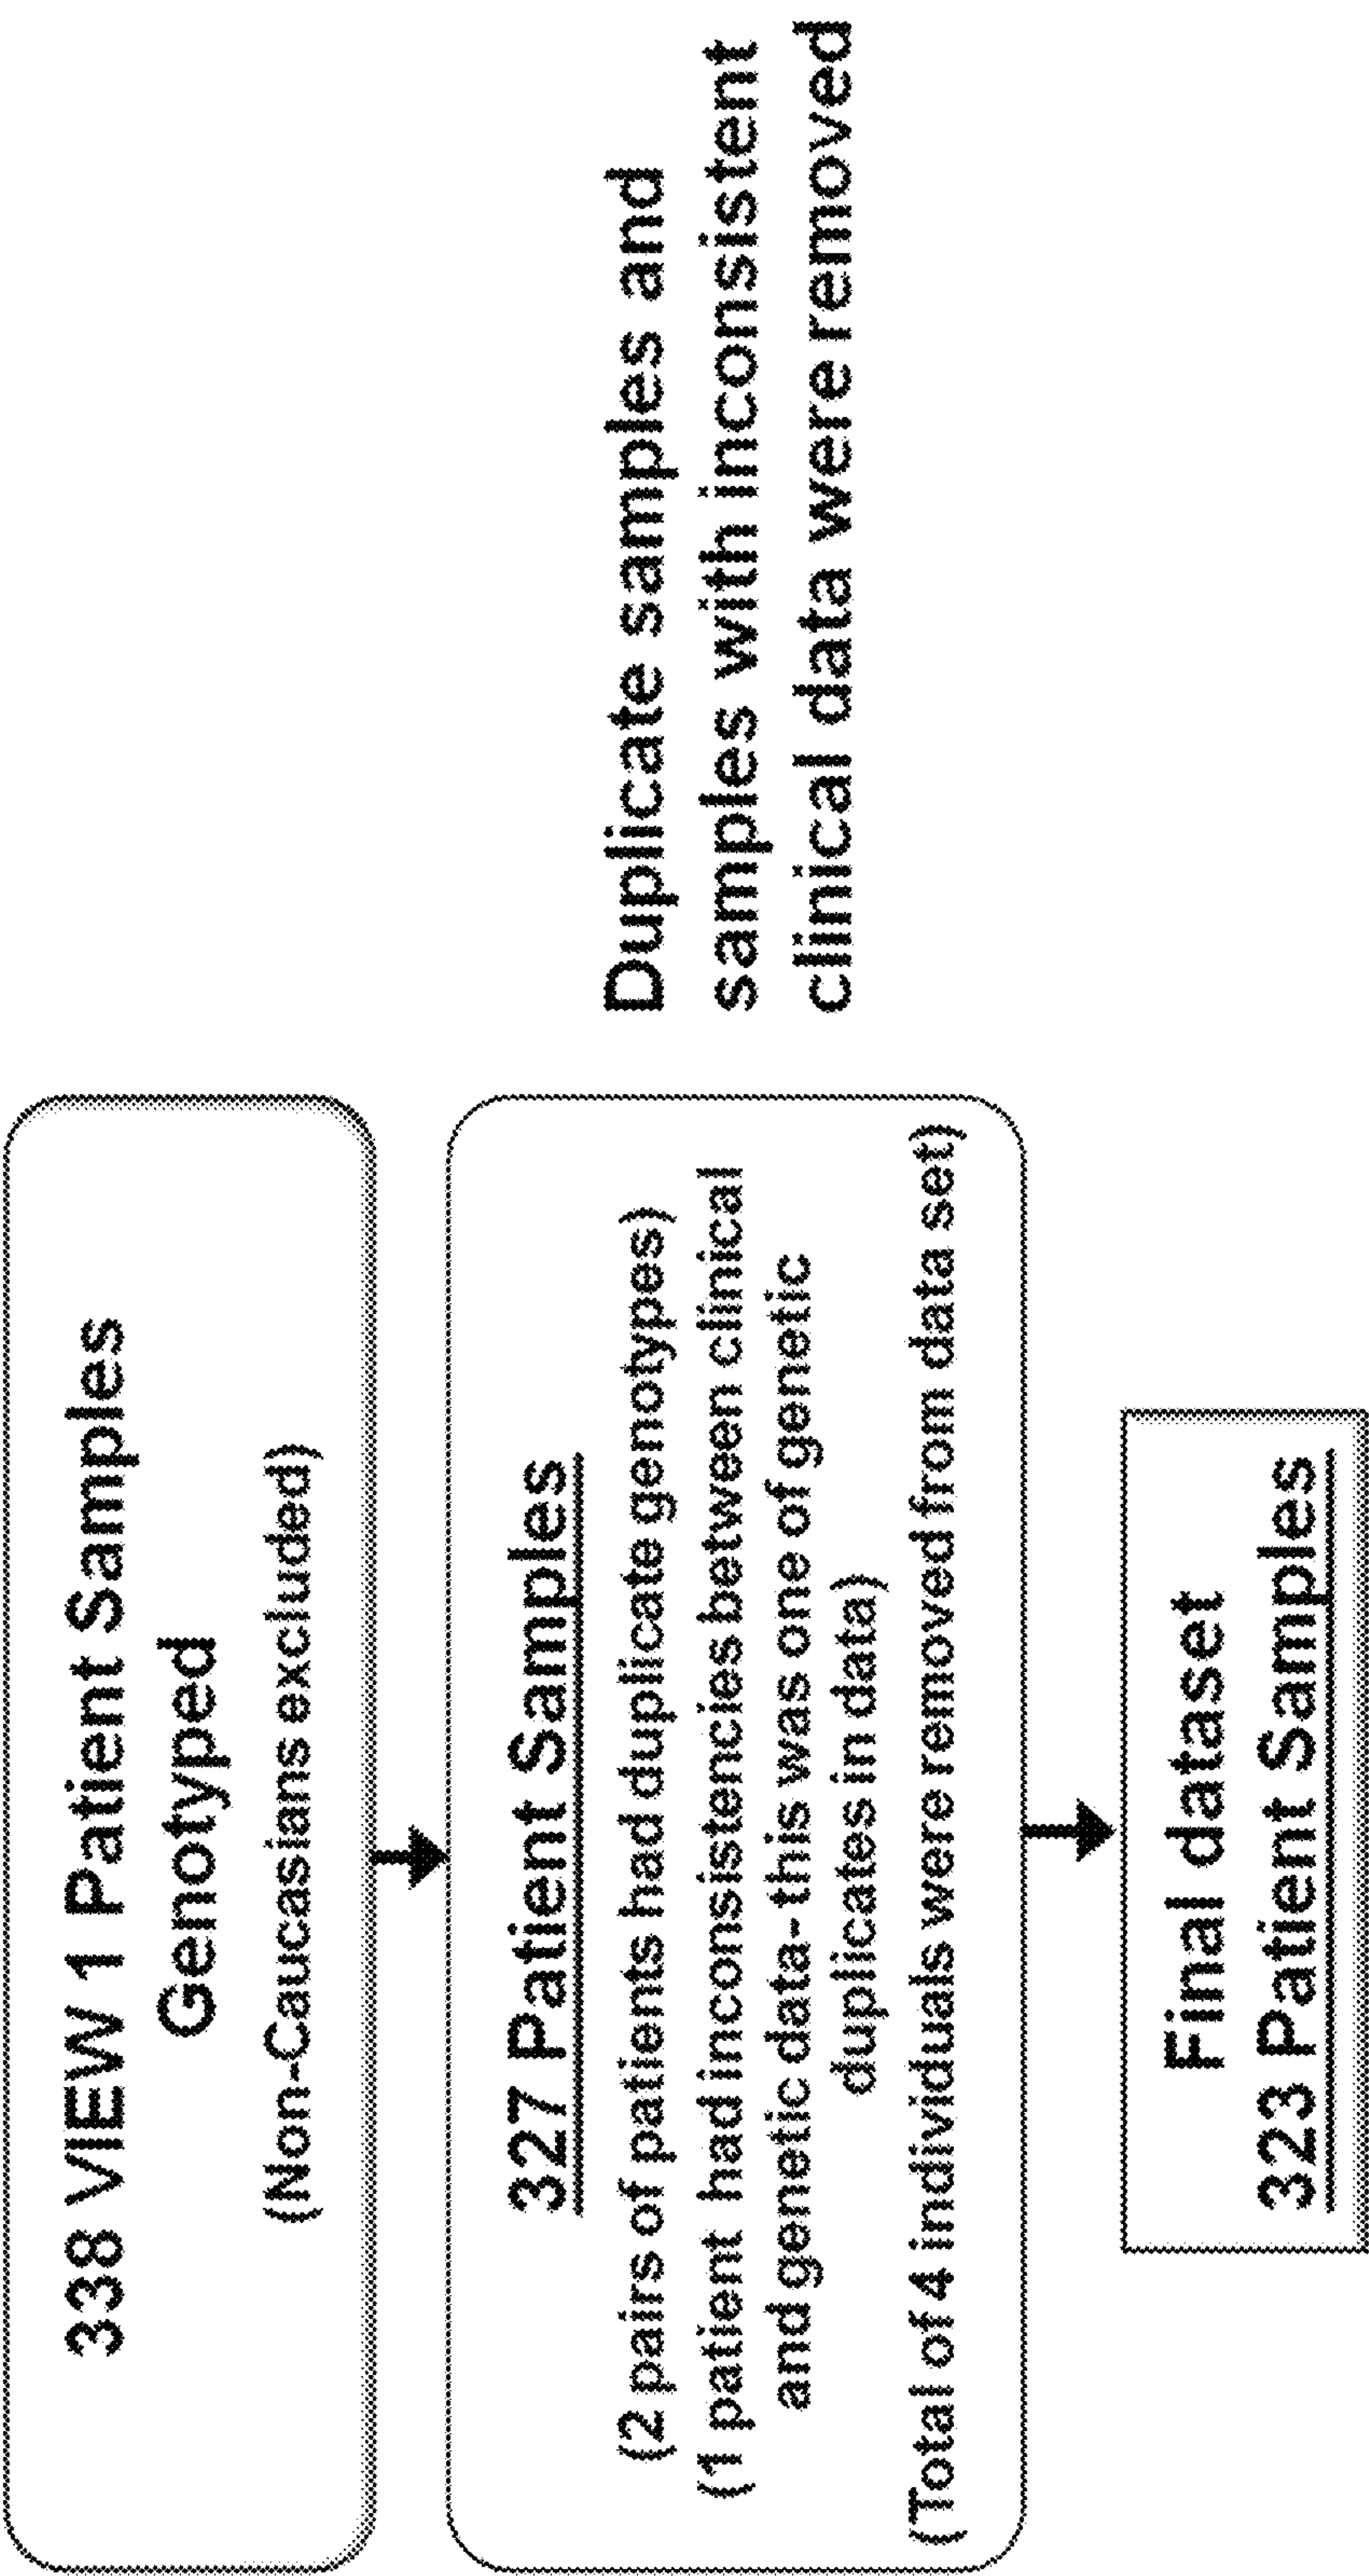 338 VIEW 1 Patient Samples
Genotyped
(Non-Caucasians excluded)
327 Patient Samples
(2 pairs of patients had duplicate genotypes)
(1 patient had inconsistencies between clinical
and genetic data- this was one of genetic
duplicates in data)
(Total of 4 individuals were removed from data set)
Duplicate samples and
samples with inconsistent
clinical data were removed
Final dataset
323 Patient Samples